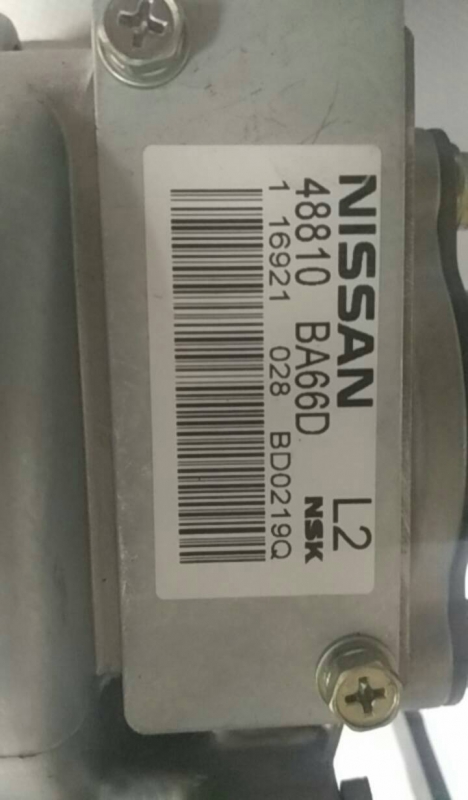 NISSAN L2
48810 BA66D NSK
1 16921 028 BD0219Q